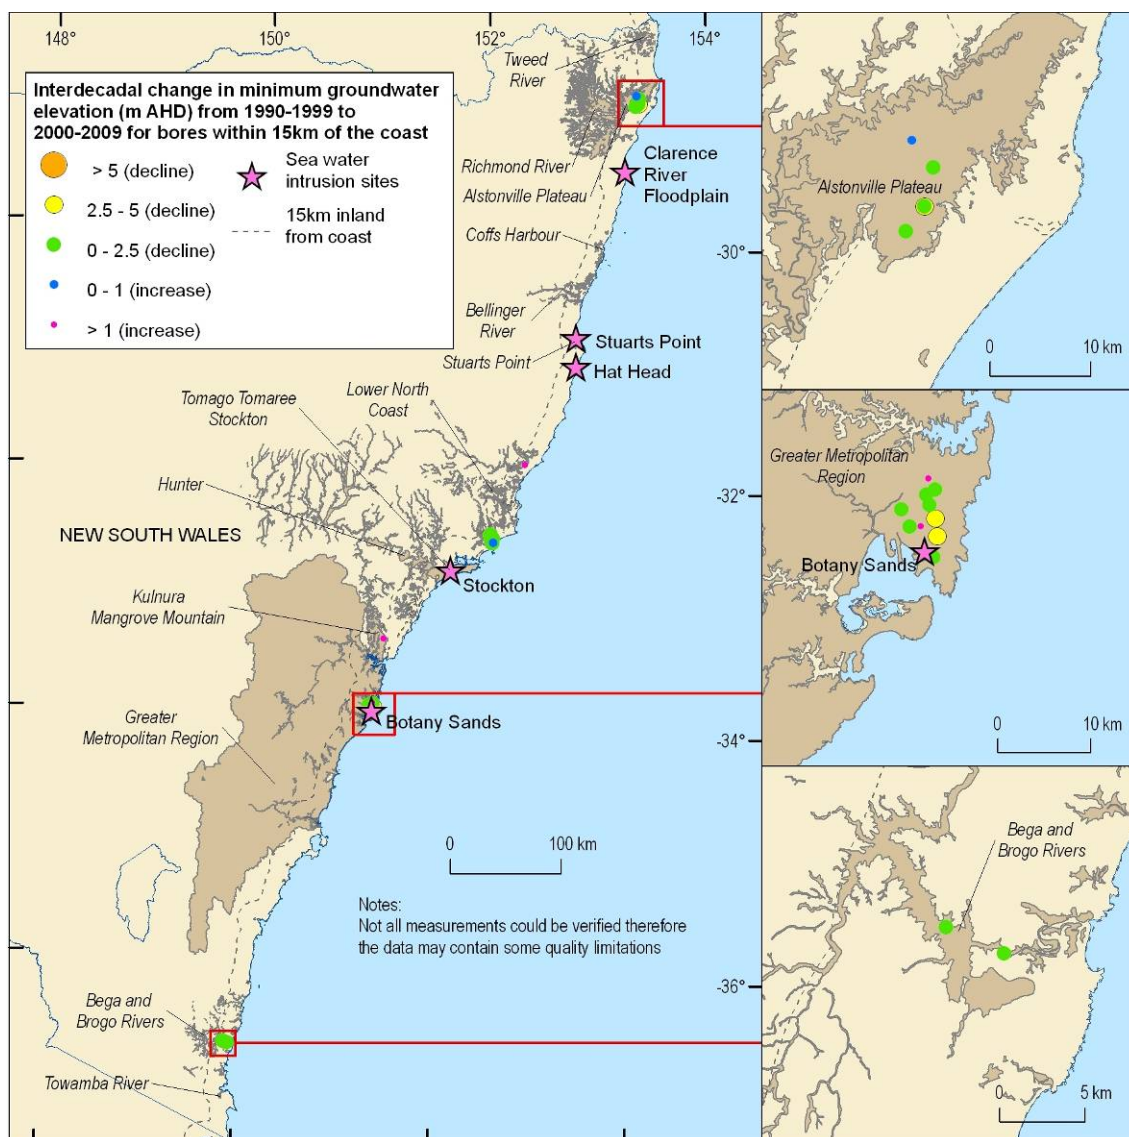 148°
150°
152°
154°
Interdecadal change in minimum groundwater
elevation (m AHD) from 1990-1999 to
2000-2009 for bores within 15km of the coast
> 5 (decline)
2.5 - 5 (decline)
0 - 2.5 (decline)
0 - 1 (increase)
> 1 (increase)
Sea water
intrusion sites
15km inland
from coast
Tweed
River
Richmond River
Alstonville Plateau
Clarence
River
Floodplain
Coffs Harbour
-30°
Bellinger
River
Stuarts Point
Stuarts Point
Hat Head
Lower North
Coast
Tomago Tomaree
Stockton
Hunter
-32°
NEW SOUTH WALES
Stockton
Kulnura
Mangrove Mountain
Botany Sands
Greater
Metropolitan Region
-34°
0
100 km
Notes:
Not all measurements could be verified therefore
the data may contain some quality limitations
-36°
Bega and
Brogo Rivers
Towamba River
Alstonville Plateau
0
10 km
Greater Metropolitan
Region
Botany Sands
0
10 km
Bega and
Brogo Rivers
0
5 km